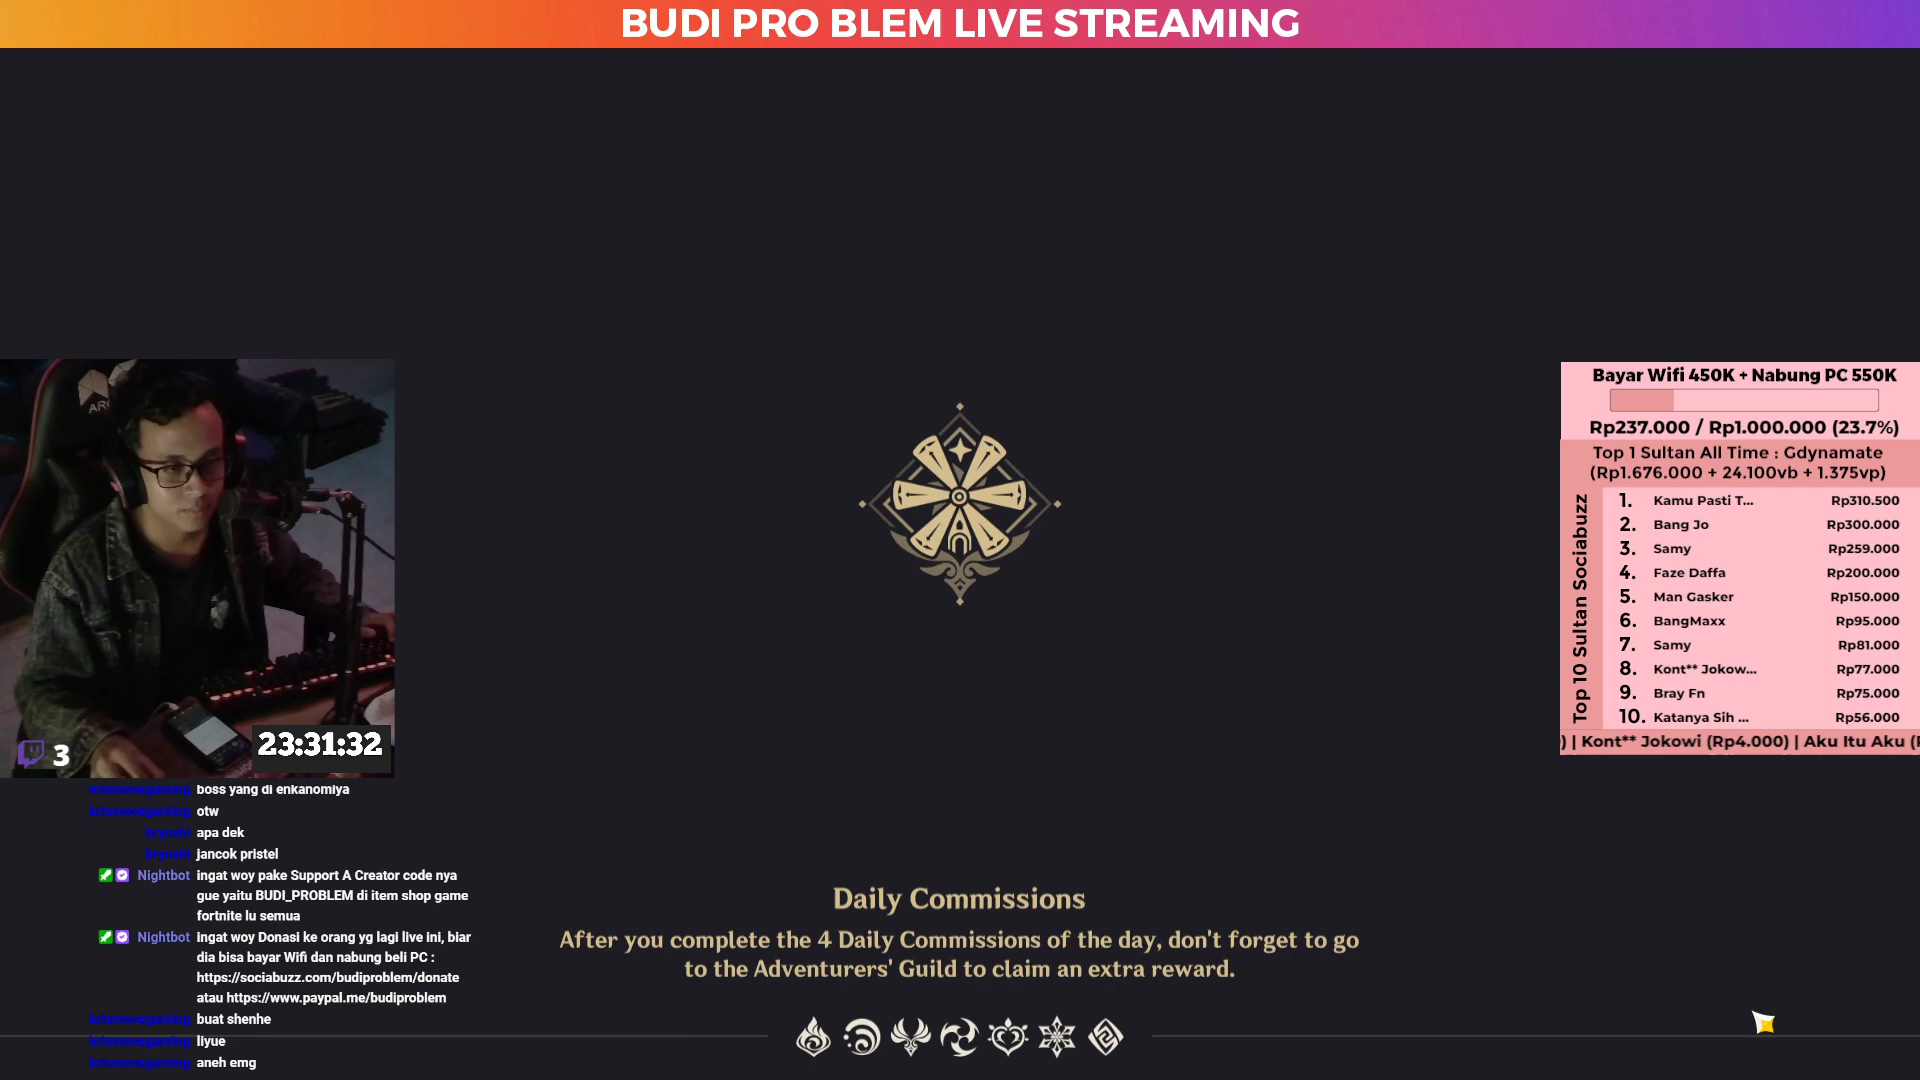 BUDI PRO BLEM LIVE STREAMING
Bayar Wifi 450K + Nabung PC 550K
Rp237.000 / Rp1.000.000 (23.7%)
Top 1 Sultan All Time : Gdynamate
(Rp1.676.000 + 24.100vb + 1.375vp)
Top 10 Sultan Sociabuzz
1. Kamu Pasti T... Rp310.500
2. Bang Jo Rp300.000
3. Samy Rp259.000
4. Faze Daffa Rp200.000
5. Man Gasker Rp150.000
6. BangMaxx Rp95.000
7. Samy Rp81.000
8. Kont** Jokow... Rp77.000
9. Bray Fn Rp75.000
10. Katanya Sih ... Rp56.000
) | Kont** Jokowi (Rp4.000) | Aku Itu Aku (
3
23:31:32
boss yang di enkanomiya
otw
apa dek
jancok pristel
Nightbot ingat woy pake Support A Creator code nya
gue yaitu BUDI_PROBLEM di item shop game
fortnite lu semua
Nightbot ingat woy Donasi ke orang yg lagi live ini, biar
dia bisa bayar Wifi dan nabung beli PC :
https://sociabuzz.com/budiproblem/donate
atau https://www.paypal.me/budiproblem
buat shenhe
liyue
aneh emg
Daily Commissions
After you complete the 4 Daily Commissions of the day, don't forget to go
to the Adventurers' Guild to claim an extra reward.